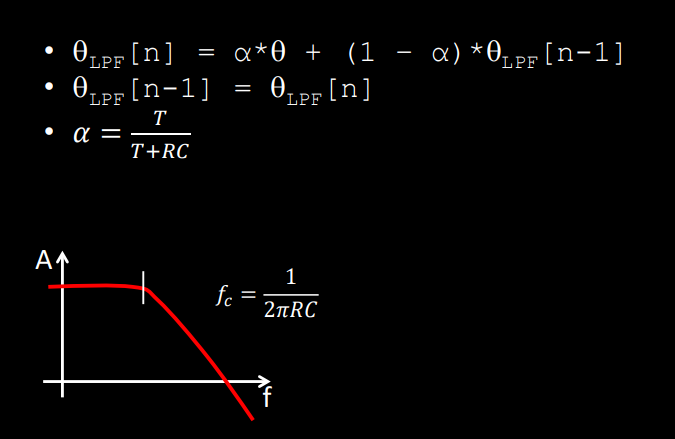 • θLPF[n] = α*θ + (1 - α)*θLPF[n-1]
• θLPF[n-1] = θLPF[n]
• α = T/(T+RC)
A
fc = 1/(2πRC)
f